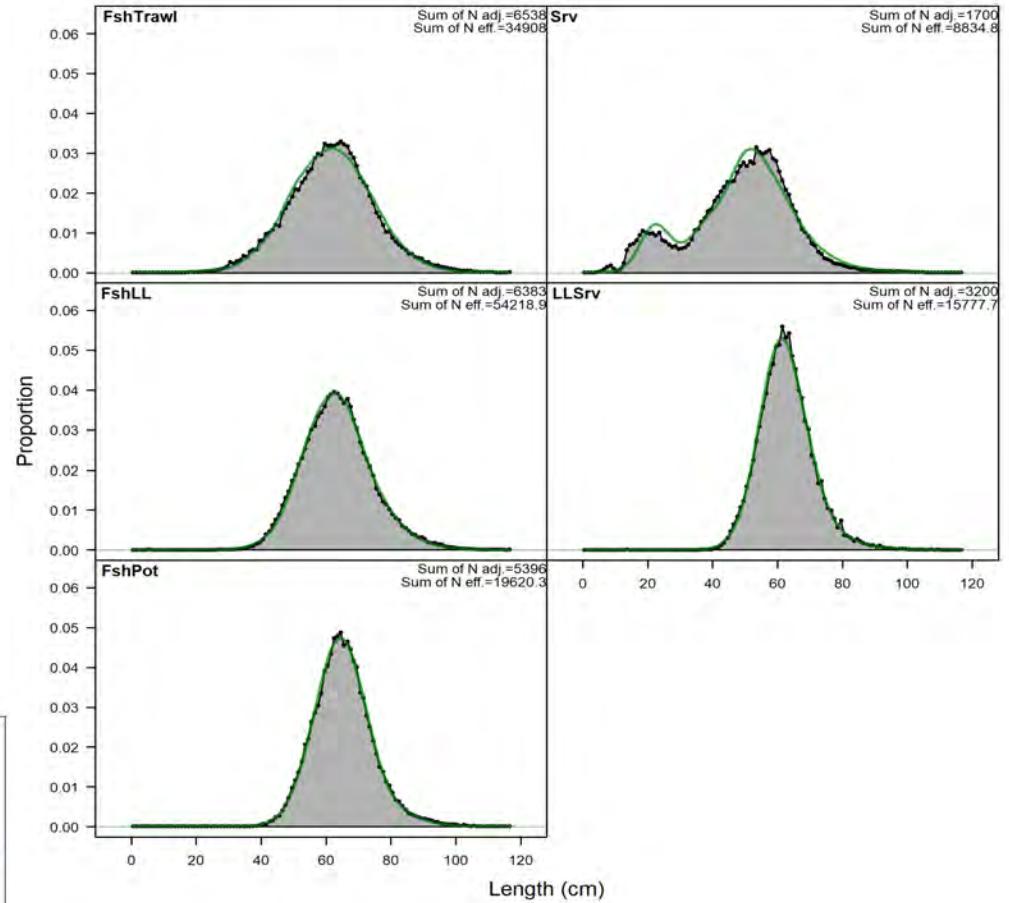 FshTrawl
Sum of N adj.=6538
Sum of N eff.=34908
Srv
Sum of N adj.=1700
Sum of N eff.=8834.8
0.06
0.05
0.04
0.03
0.02
0.01
0.00
FshLL
Sum of N adj.=6383
Sum of N eff.=54218.9
LLSrv
Sum of N adj.=3200
Sum of N eff.=15777.7
0.06
0.05
0.04
0.03
0.02
0.01
0.00
Proportion
FshPot
Sum of N adj.=5396
Sum of N eff.=19620.3
0 20 40 60 80 100 120
0.06
0.05
0.04
0.03
0.02
0.01
0.00
0 20 40 60 80 100 120
Length (cm)